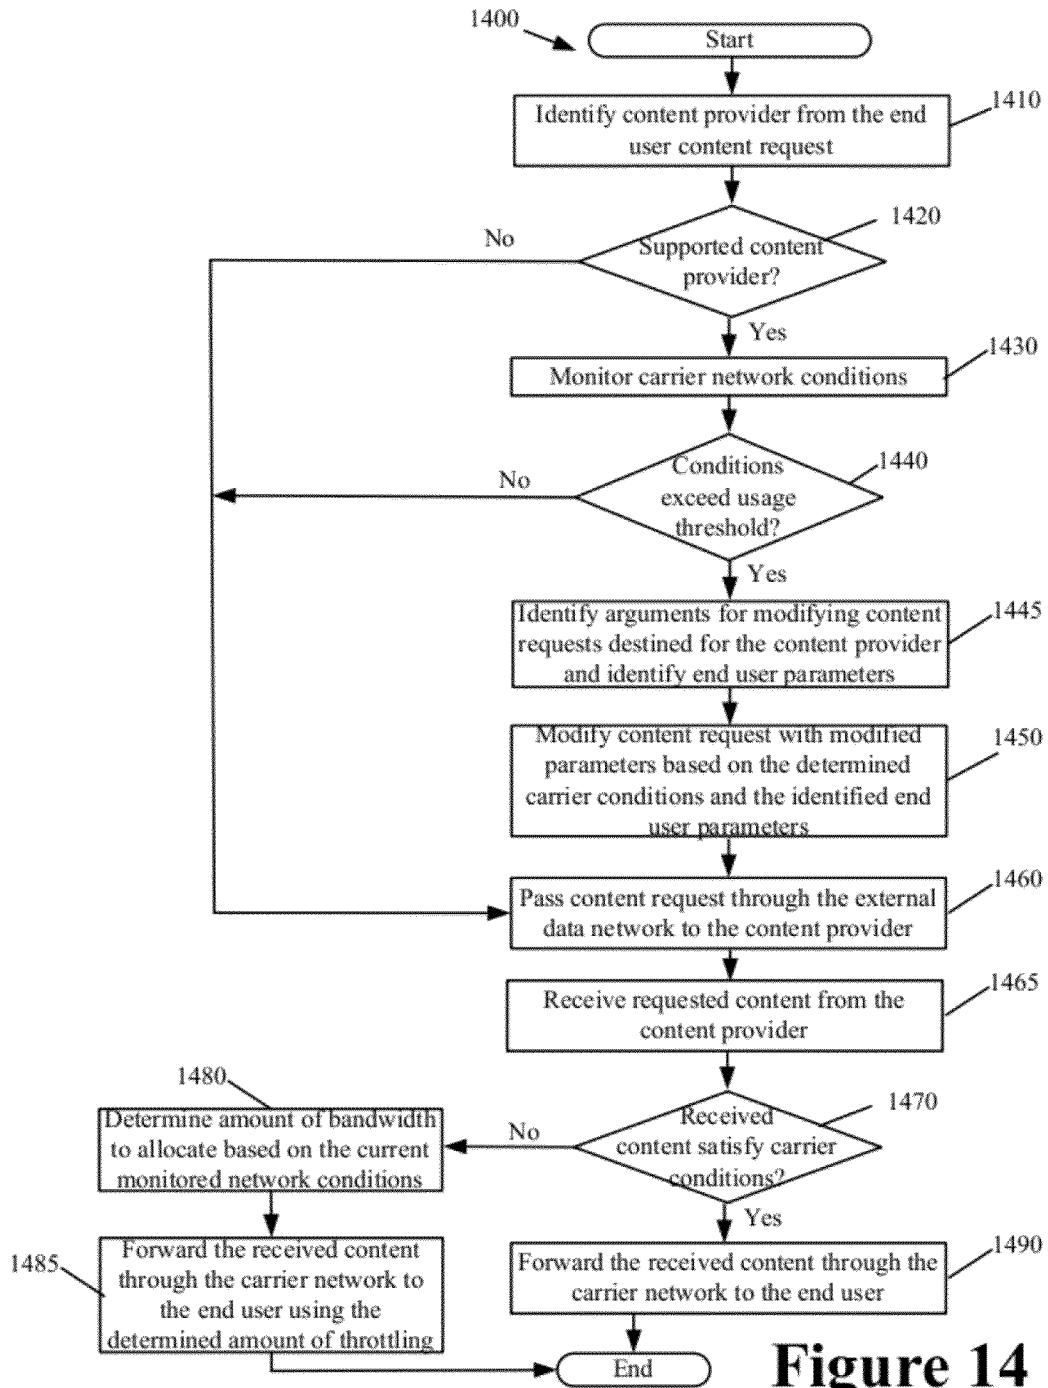 1400
Start
Identify content provider from the end
user content request
1410
1420
Supported content
provider?
No
Yes
Monitor carrier network conditions
1430
Conditions
exceed usage
threshold?
1440
No
Yes
Identify arguments for modifying content
requests destined for the content provider
and identify end user parameters
1445
Modify content request with modified
parameters based on the determined
carrier conditions and the identified end
user parameters
1450
Pass content request through the external
data network to the content provider
1460
Receive requested content from the
content provider
1465
Received
content satisfy carrier
conditions?
1470
No
Yes
1480
Determine amount of bandwidth
to allocate based on the current
monitored network conditions
1485
Forward the received content
through the carrier network to
the end user using the
determined amount of throttling
Forward the received content through the
carrier network to the end user
1490
End
Figure 14